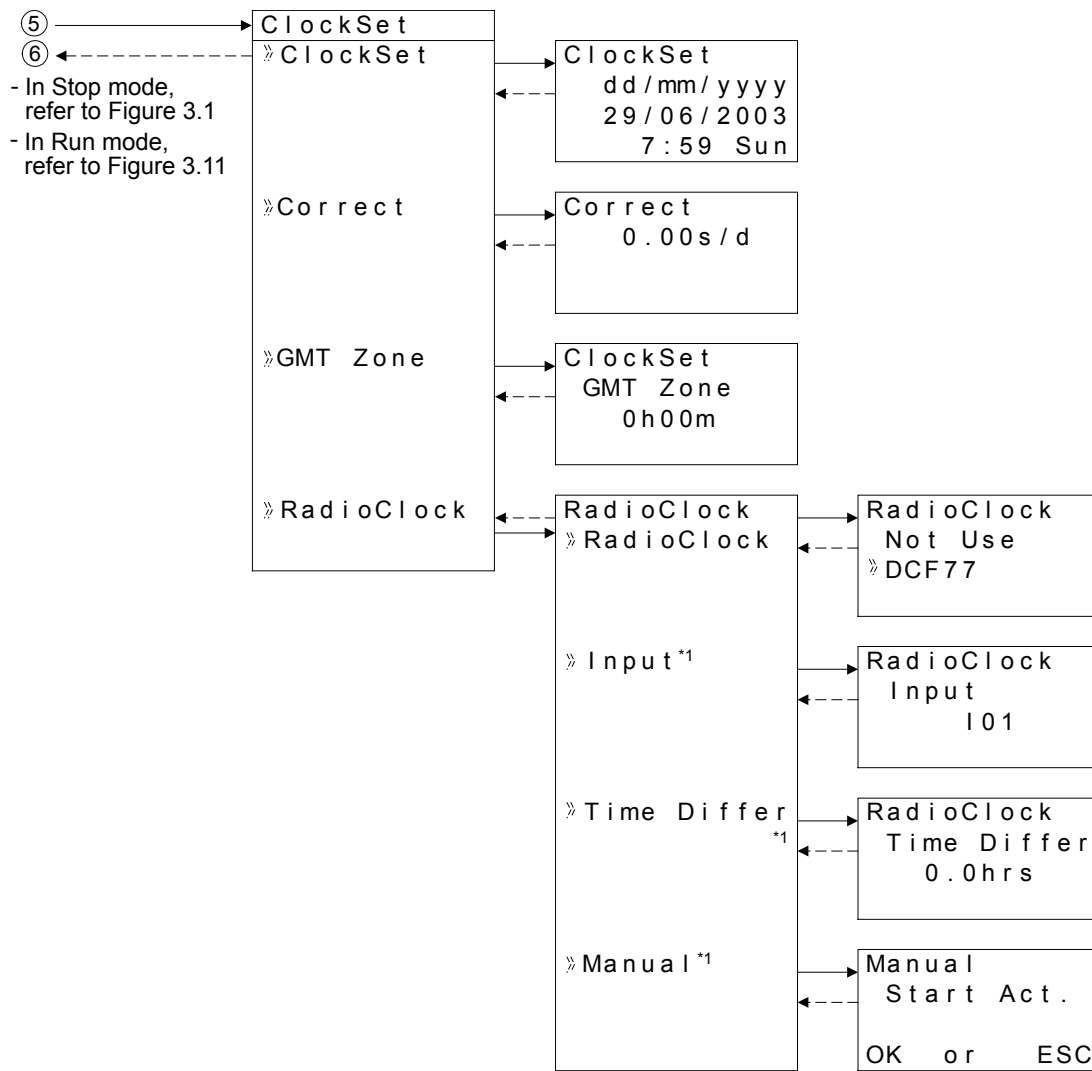 ⑤
⑥
- In Stop mode,
refer to Figure 3.1
- In Run mode,
refer to Figure 3.11
ClockSet
»ClockSet
»Correct
»GMT Zone
»RadioClock
ClockSet
dd/mm/yyyy
29/06/2003
7:59 Sun
Correct
0.00s/d
ClockSet
GMT Zone
0h00m
RadioClock
»RadioClock
»Input*1
»Time Differ
*1
»Manual*1
RadioClock
Not Use
»DCF77
RadioClock
Input
I01
RadioClock
Time Differ
0.0hrs
Manual
Start Act.
OK or ESC